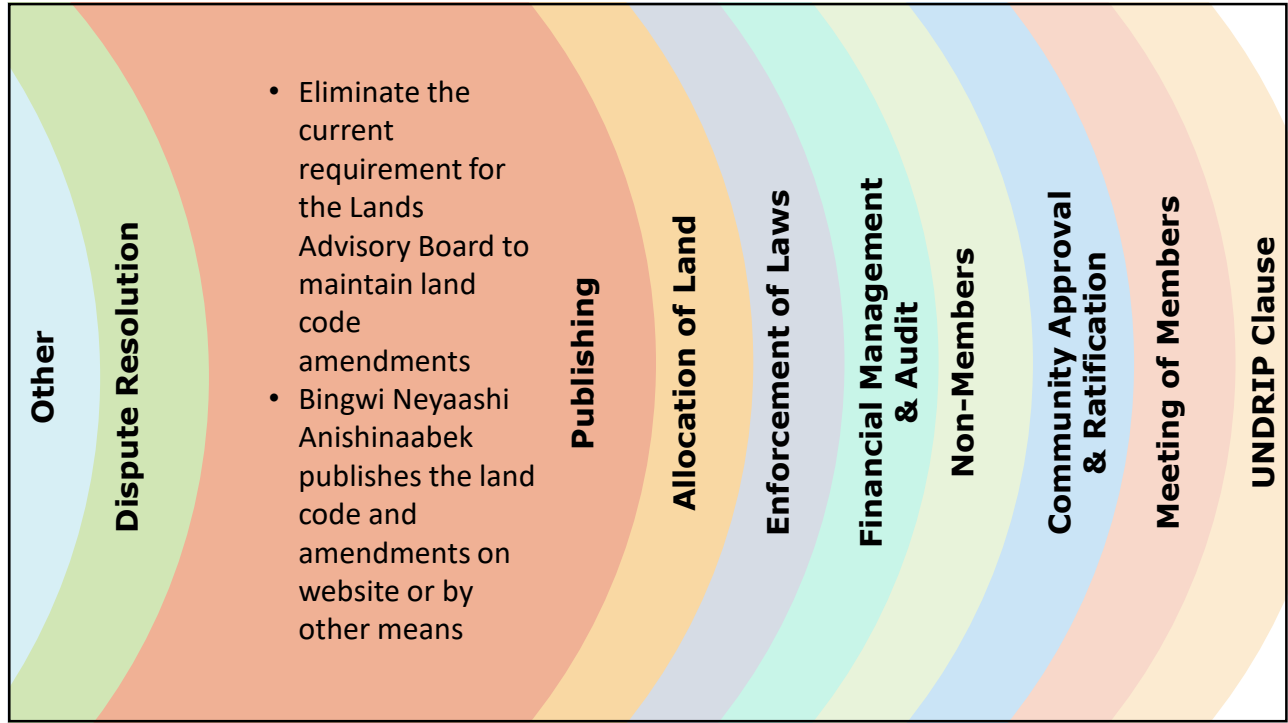 Other
Dispute Resolution
• Eliminate the
current
requirement for
the Lands
Advisory Board to
maintain land
code
amendments
• Bingwi Neyaashi
Anishinaabek
publishes the land
code and
amendments on
website or by
other means
Publishing
Allocation of Land
Enforcement of Laws
Financial Management
& Audit
Non-Members
Community Approval
& Ratification
Meeting of Members
UNDRIP Clause